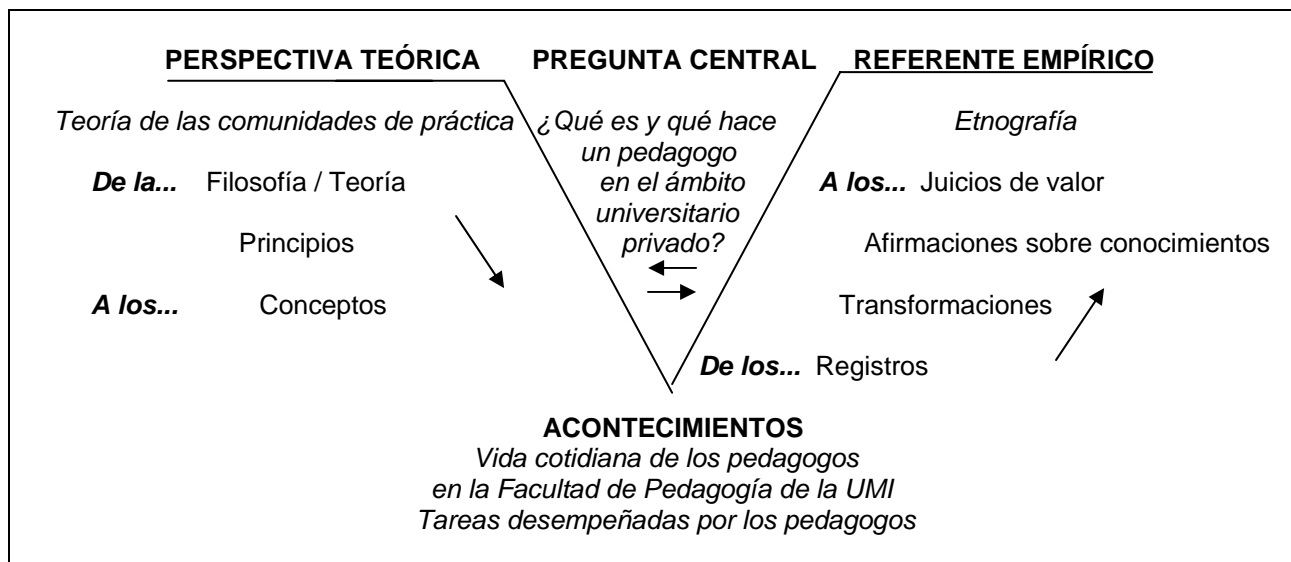 PERSPECTIVA TEÓRICA PREGUNTA CENTRAL REFERENTE EMPÍRICO
Teoría de las comunidades de práctica ¿Qué es y qué hace Etnografía
un pedagogo
De la... Filosofía / Teoría en el ámbito A los... Juicios de valor
universitario
Principios privado? Afirmaciones sobre conocimientos
A los... Conceptos Transformaciones
De los... Registros
ACONTECIMIENTOS
Vida cotidiana de los pedagogos
en la Facultad de Pedagogía de la UMI
Tareas desempeñadas por los pedagogos